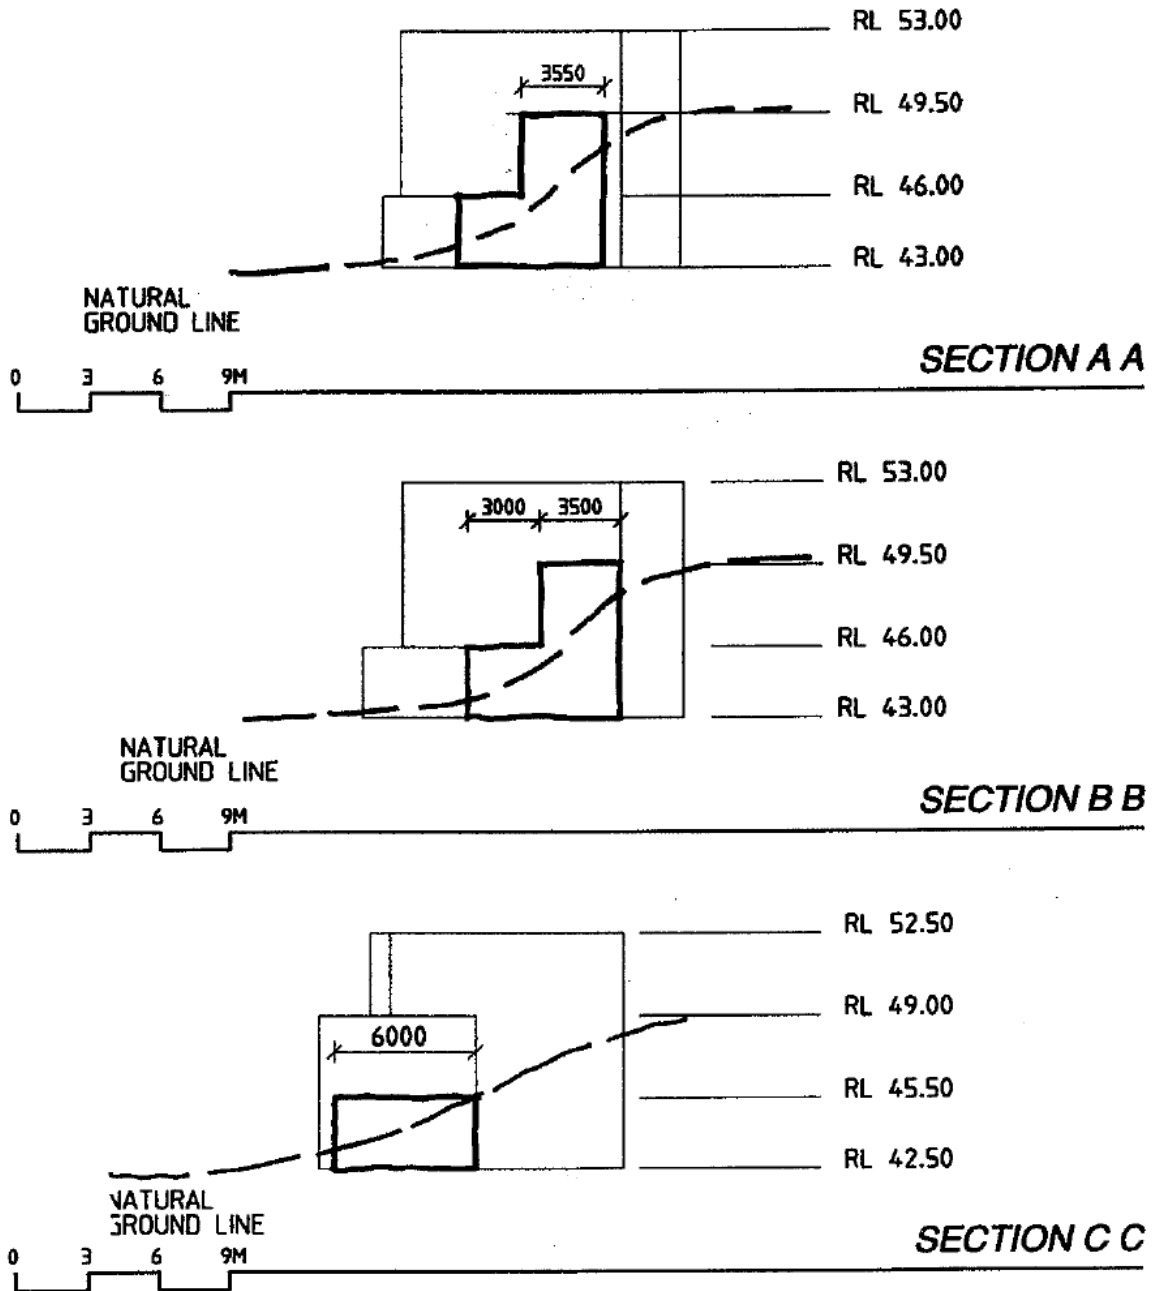 RL 53.00
3550
RL 49.50
RL 46.00
RL 43.00
NATURAL
GROUND LINE
SECTION A A
0 3 6 9M
RL 53.00
3000 3500
RL 49.50
RL 46.00
RL 43.00
NATURAL
GROUND LINE
SECTION B B
0 3 6 9M
RL 52.50
RL 49.00
6000
RL 45.50
RL 42.50
NATURAL
GROUND LINE
SECTION C C
0 3 6 9M